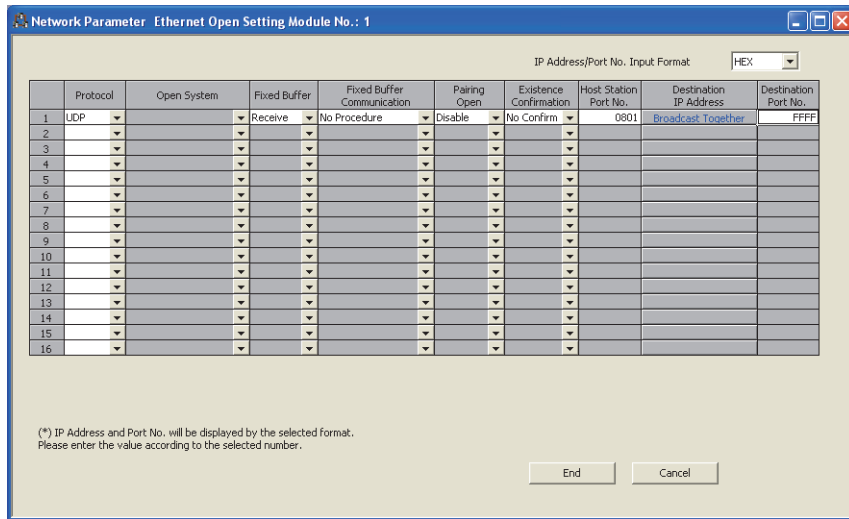 Network Parameter Ethernet Open Setting Module No.: 1
IP Address/Port No. Input Format HEX
Protocol Open System Fixed Buffer Fixed Buffer Communication Pairing Open Existence Confirmation Host Station Port No. Destination IP Address Destination Port No.
1 UDP Receive No Procedure Disable No Confirm 0801 Broadcast Together FFFF
2
3
4
5
6
7
8
9
10
11
12
13
14
15
16
(*) IP Address and Port No. will be displayed by the selected format.
Please enter the value according to the selected number.
End Cancel